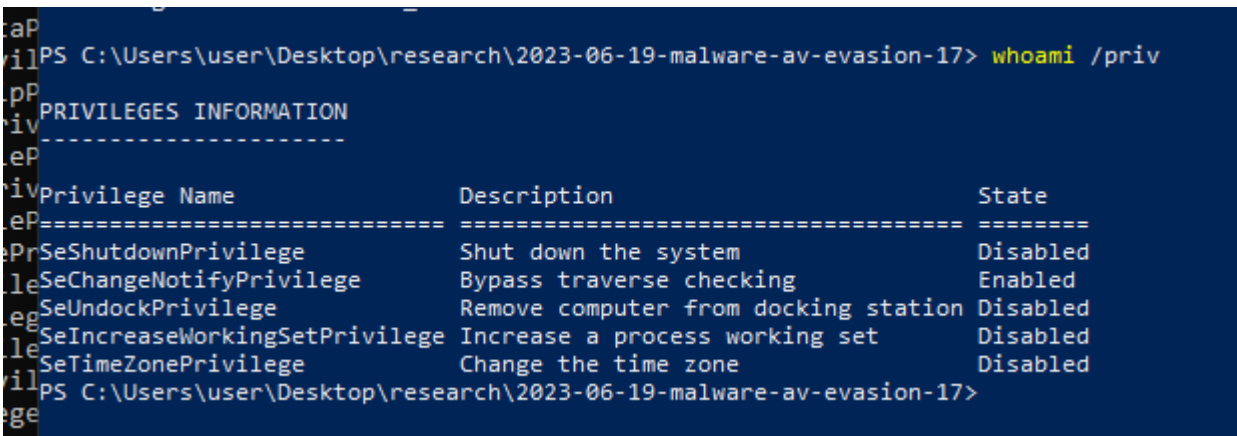 PS C:\Users\user\Desktop\research\2023-06-19-malware-av-evasion-17> whoami /priv
PRIVILEGES INFORMATION
----------------------
Privilege Name                Description                          State
============================= ==================================== ========
SeShutdownPrivilege           Shut down the system                 Disabled
SeChangeNotifyPrivilege       Bypass traverse checking             Enabled
SeUndockPrivilege             Remove computer from docking station Disabled
SeIncreaseWorkingSetPrivilege Increase a process working set       Disabled
SeTimeZonePrivilege           Change the time zone                 Disabled
PS C:\Users\user\Desktop\research\2023-06-19-malware-av-evasion-17>